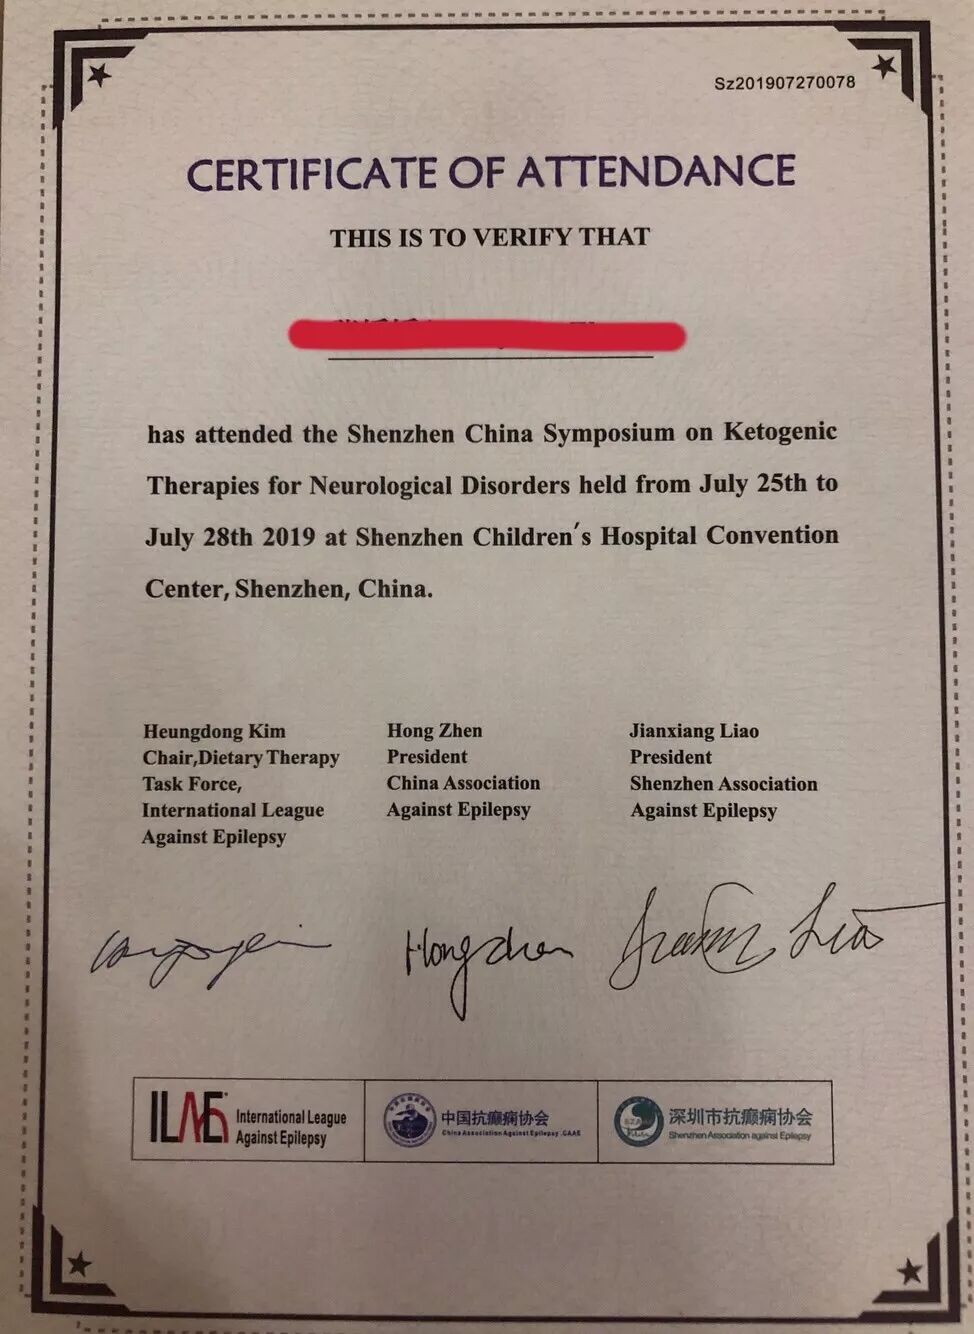 Sz201907270078
CERTIFICATE OF ATTENDANCE
THIS IS TO VERIFY THAT
has attended the Shenzhen China Symposium on Ketogenic
Therapies for Neurological Disorders held from July 25th to
July 28th 2019 at Shenzhen Children's Hospital Convention
Center, Shenzhen, China.
Heungdong Kim
Chair,Dietary Therapy
Task Force,
International League
Against Epilepsy
Hong Zhen
President
China Association
Against Epilepsy
Jianxiang Liao
President
Shenzhen Association
Against Epilepsy
Hongzhen
Liao
ILAE
International League
Against Epilepsy
中国抗癫痫协会
China Association Against Epilepsy .CAAE
深圳市抗癫痫协会
Shenzhen Association against Epilepsy